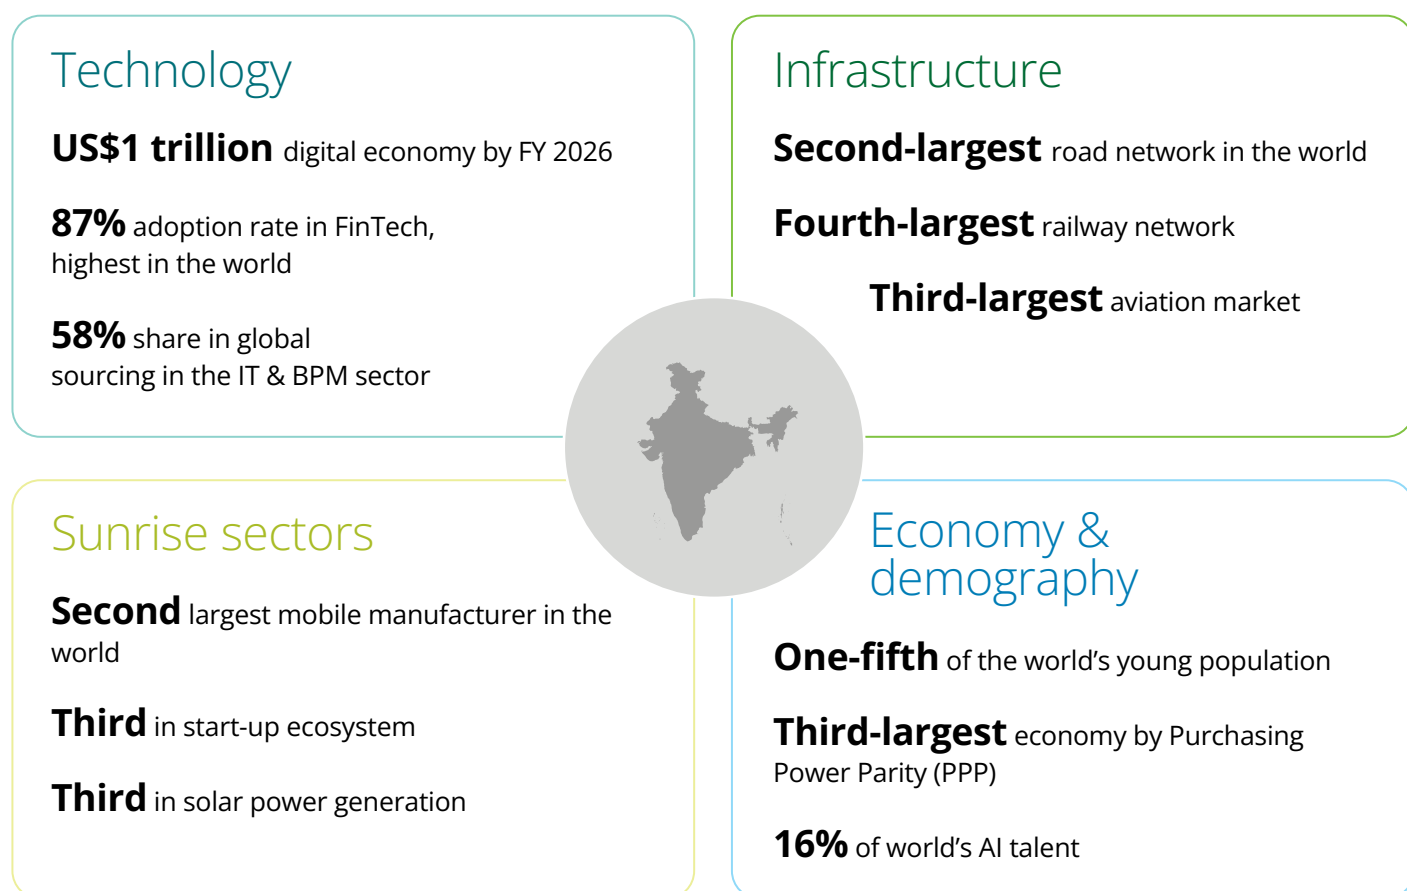 Technology
US$1 trillion digital economy by FY 2026
87% adoption rate in FinTech,
highest in the world
58% share in global
sourcing in the IT & BPM sector
Infrastructure
Second-largest road network in the world
Fourth-largest railway network
Third-largest aviation market
Sunrise sectors
Second largest mobile manufacturer in the
world
Third in start-up ecosystem
Third in solar power generation
Economy &
demography
One-fifth of the world’s young population
Third-largest economy by Purchasing
Power Parity (PPP)
16% of world’s AI talent